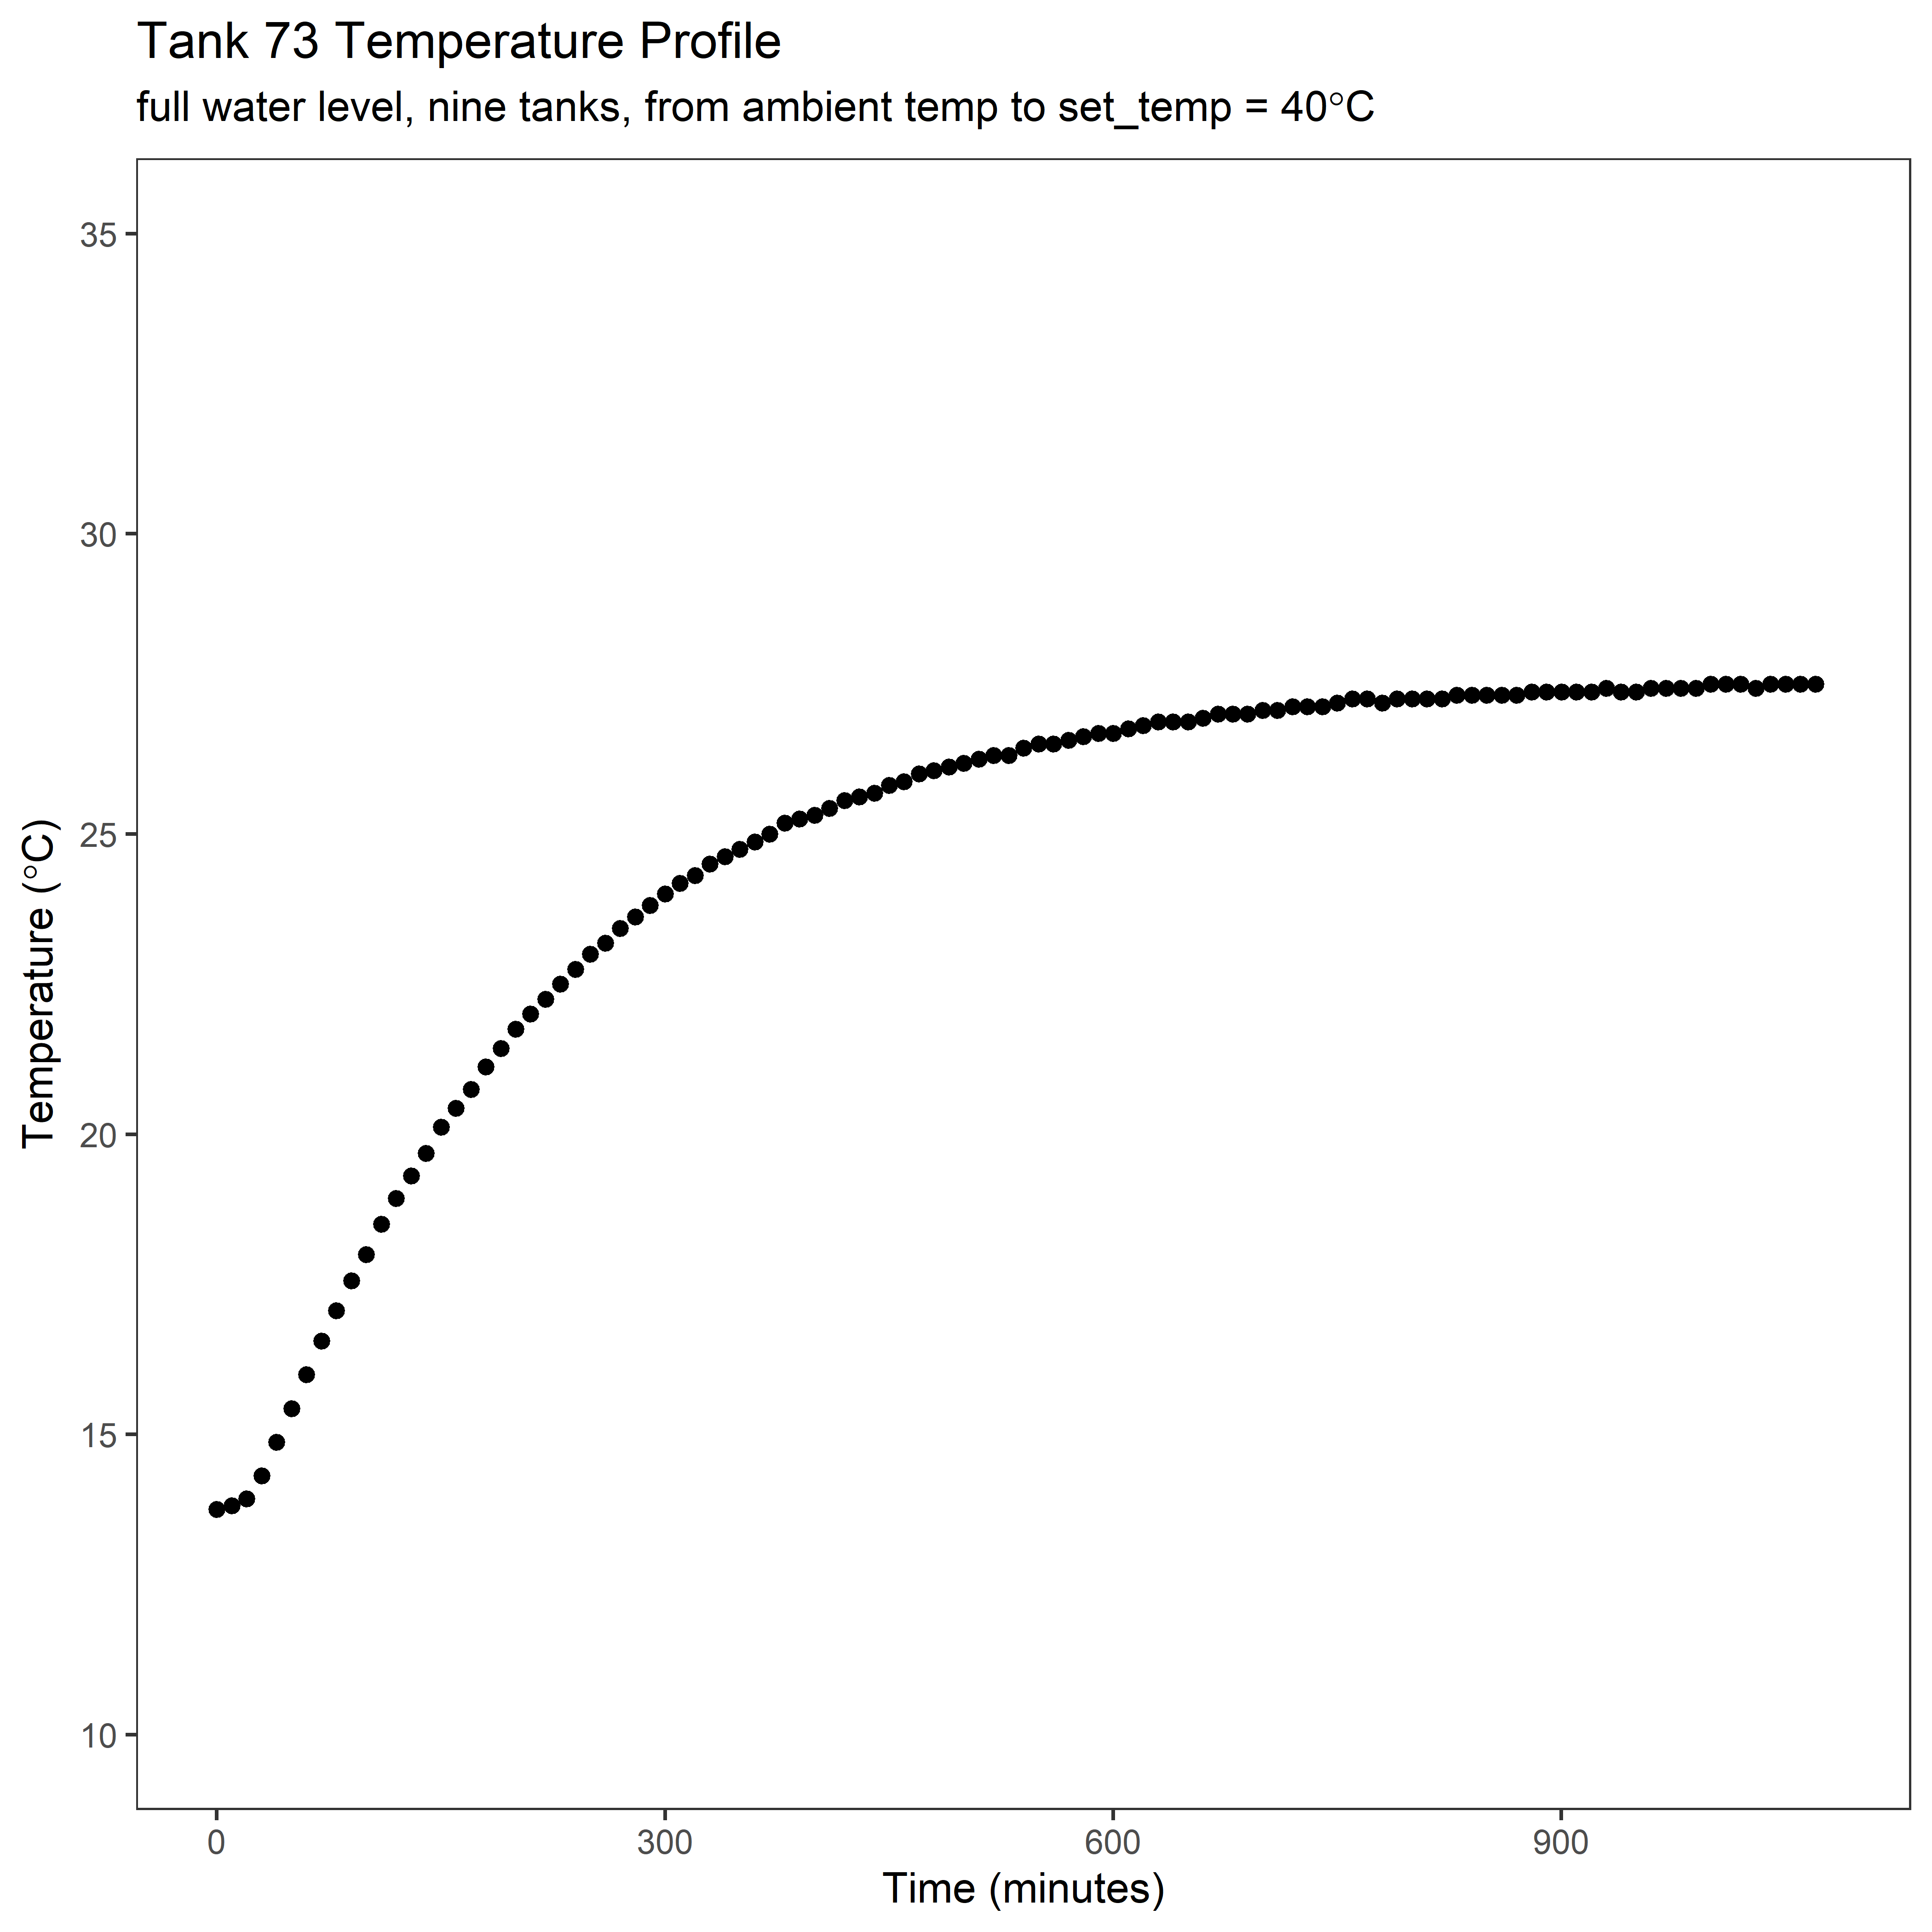 Tank 73 Temperature Profile
full water level, nine tanks, from ambient temp to set_temp = 40°C
35
30
25
20
15
10
Temperature (°C)
0 300 600 900
Time (minutes)